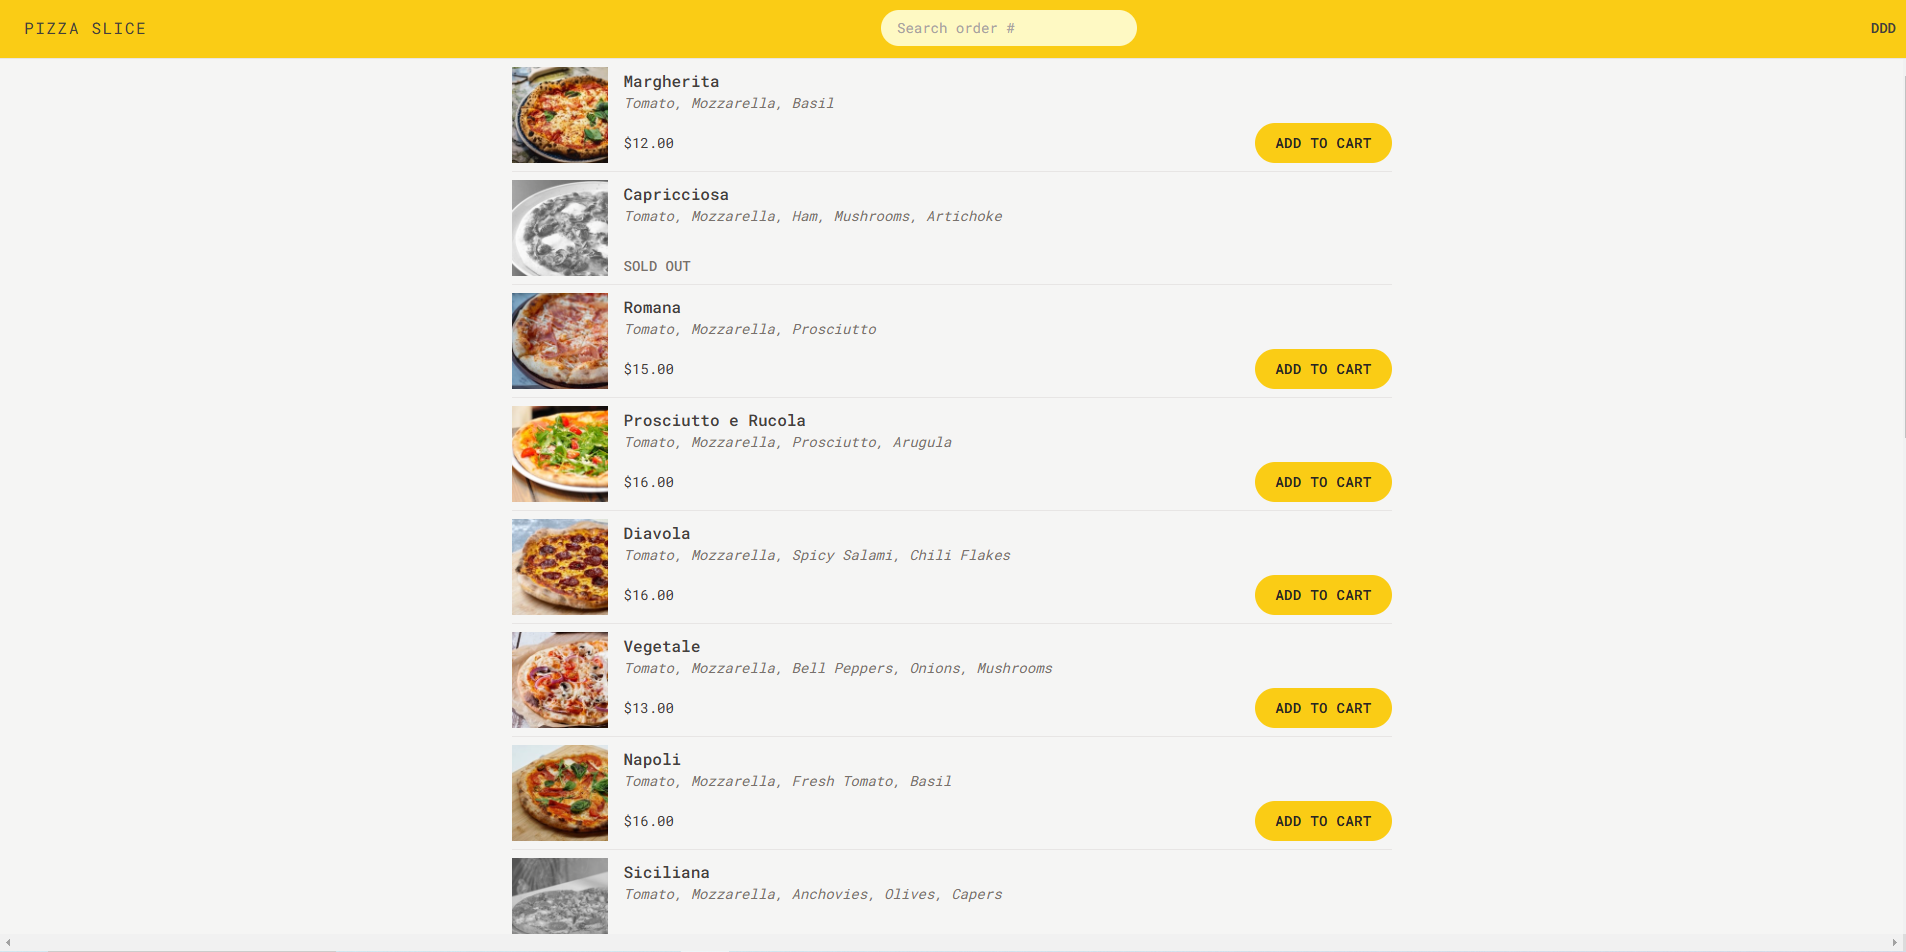 PIZZA SLICE
Search order #
DDD
Margherita
Tomato, Mozzarella, Basil
$12.00
ADD TO CART
Capricciosa
Tomato, Mozzarella, Ham, Mushrooms, Artichoke
SOLD OUT
Romana
Tomato, Mozzarella, Prosciutto
$15.00
ADD TO CART
Prosciutto e Rucola
Tomato, Mozzarella, Prosciutto, Arugula
$16.00
ADD TO CART
Diavola
Tomato, Mozzarella, Spicy Salami, Chili Flakes
$16.00
ADD TO CART
Vegetale
Tomato, Mozzarella, Bell Peppers, Onions, Mushrooms
$13.00
ADD TO CART
Napoli
Tomato, Mozzarella, Fresh Tomato, Basil
$16.00
ADD TO CART
Siciliana
Tomato, Mozzarella, Anchovies, Olives, Capers